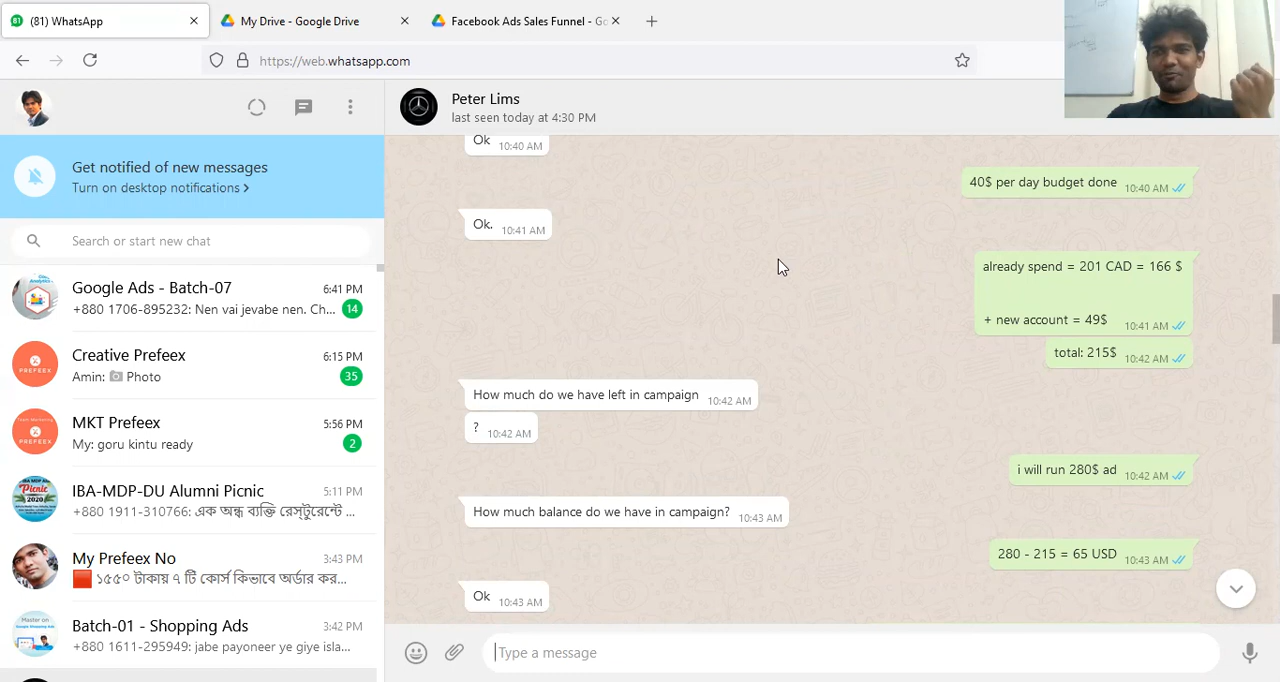 (81) WhatsApp
My Drive - Google Drive
Facebook Ads Sales Funnel - Go
https://web.whatsapp.com
Peter Lims
last seen today at 4:30 PM
Get notified of new messages
Turn on desktop notifications >
Search or start new chat
Google Ads - Batch-07 6:41 PM
+880 1706-895232: Nen vai jevabe nen. Ch... 14
Creative Prefeex 6:15 PM
Amin: Photo 35
MKT Prefeex 5:56 PM
My: goru kintu ready 2
IBA-MDP-DU Alumni Picnic 5:11 PM
+880 1911-310766: এক অন্ধ ব্যক্তি রেস্টুরেন্টে ...
My Prefeex No 3:43 PM
১৫৫০ টাকায় ৭ টি কোর্স কিভাবে অর্ডার কর...
Batch-01 - Shopping Ads 3:42 PM
+880 1611-295949: jabe payoneer ye giye isla...
Ok 10:40 AM
40$ per day budget done 10:40 AM
Ok. 10:41 AM
already spend = 201 CAD = 166 $
+ new account = 49$ 10:41 AM
total: 215$ 10:42 AM
How much do we have left in campaign 10:42 AM
? 10:42 AM
i will run 280$ ad 10:42 AM
How much balance do we have in campaign? 10:43 AM
280 - 215 = 65 USD 10:43 AM
Ok 10:43 AM
Type a message